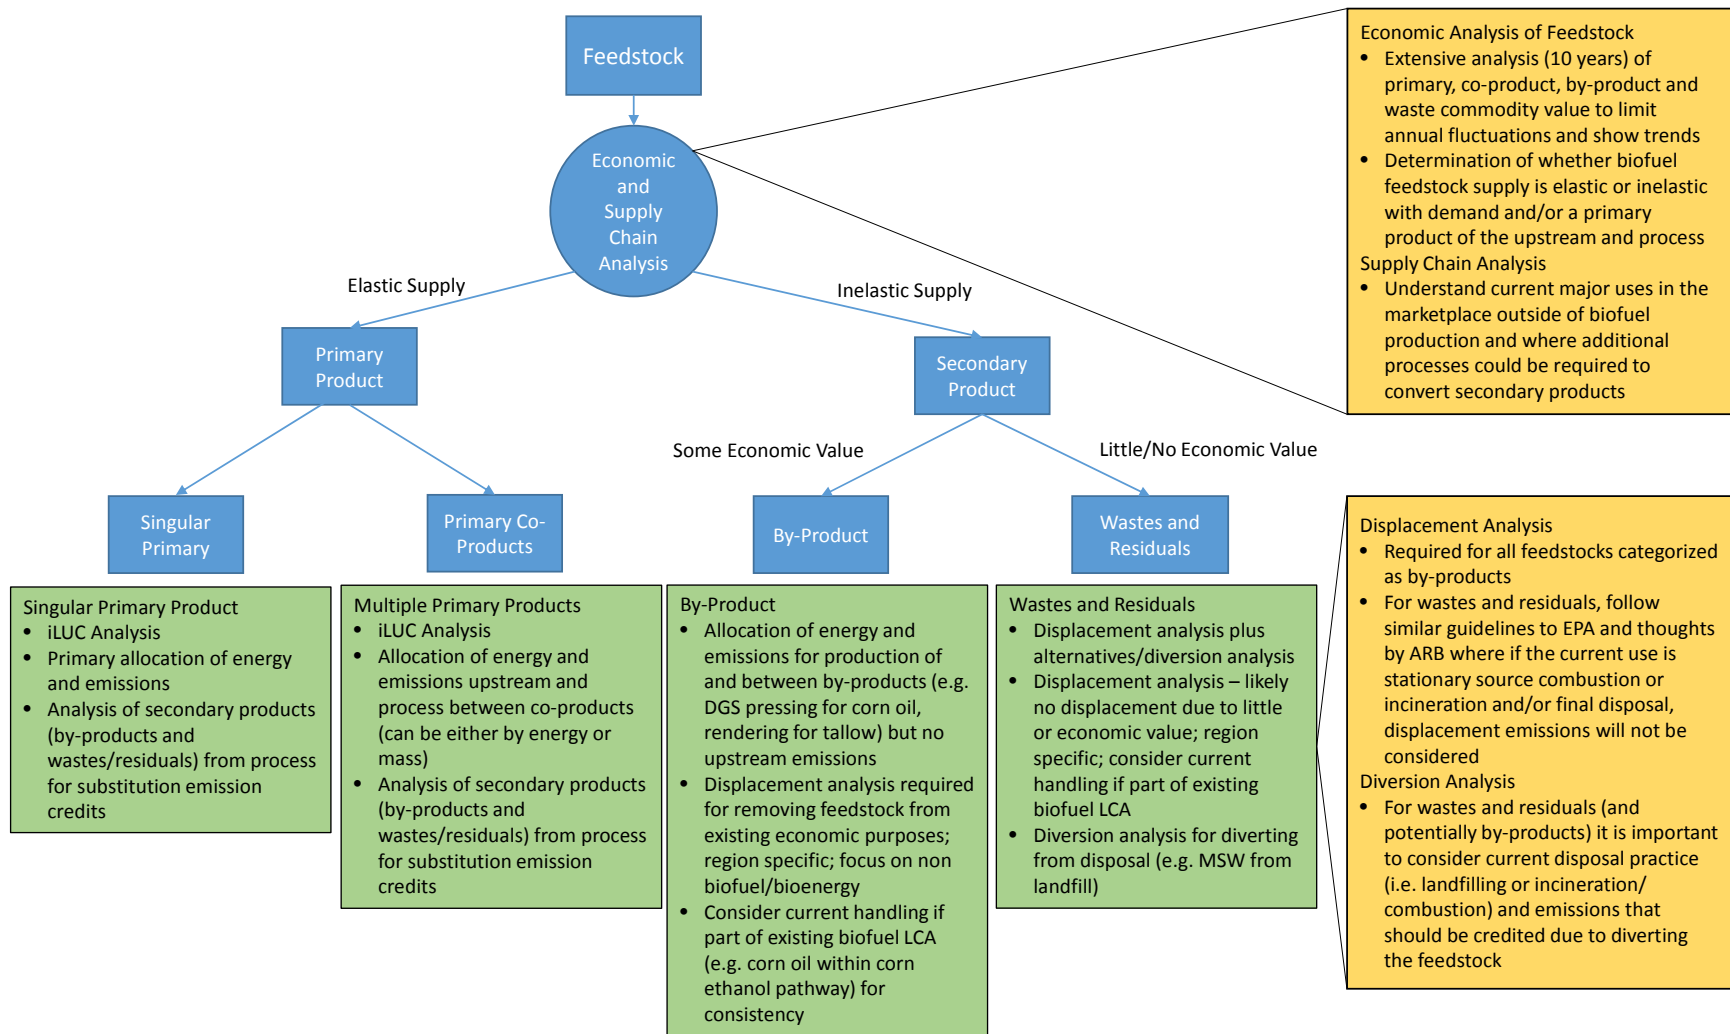 Feedstock
Economic
and
Supply
Chain
Analysis
Elastic Supply
Inelastic Supply
Primary
Product
Secondary
Product
Some Economic Value
Little/No Economic Value
Singular
Primary
Primary Co-
Products
By-Product
Wastes and
Residuals
Singular Primary Product
• iLUC Analysis
• Primary allocation of energy
and emissions
• Analysis of secondary products
(by-products and
wastes/residuals) from process
for substitution emission
credits
Multiple Primary Products
• iLUC Analysis
• Allocation of energy and
emissions upstream and
process between co-products
(can be either by energy or
mass)
• Analysis of secondary products
(by-products and
wastes/residuals) from process
for substitution emission
credits
By-Product
• Allocation of energy and
emissions for production of
and between by-products (e.g.
DGS pressing for corn oil,
rendering for tallow) but no
upstream emissions
• Displacement analysis required
for removing feedstock from
existing economic purposes;
region specific; focus on non
biofuel/bioenergy
• Consider current handling if
part of existing biofuel LCA
(e.g. corn oil within corn
ethanol pathway) for
consistency
Wastes and Residuals
• Displacement analysis plus
alternatives/diversion analysis
• Displacement analysis – likely
no displacement due to little
or economic value; region
specific; consider current
handling if part of existing
biofuel LCA
• Diversion analysis for diverting
from disposal (e.g. MSW from
landfill)
Economic Analysis of Feedstock
• Extensive analysis (10 years) of
primary, co-product, by-product and
waste commodity value to limit
annual fluctuations and show trends
• Determination of whether biofuel
feedstock supply is elastic or inelastic
with demand and/or a primary
product of the upstream and process
Supply Chain Analysis
• Understand current major uses in the
marketplace outside of biofuel
production and where additional
processes could be required to
convert secondary products
Displacement Analysis
• Required for all feedstocks categorized
as by-products
• For wastes and residuals, follow
similar guidelines to EPA and thoughts
by ARB where if the current use is
stationary source combustion or
incineration and/or final disposal,
displacement emissions will not be
considered
Diversion Analysis
• For wastes and residuals (and
potentially by-products) it is important
to consider current disposal practice
(i.e. landfilling or incineration/
combustion) and emissions that
should be credited due to diverting
the feedstock